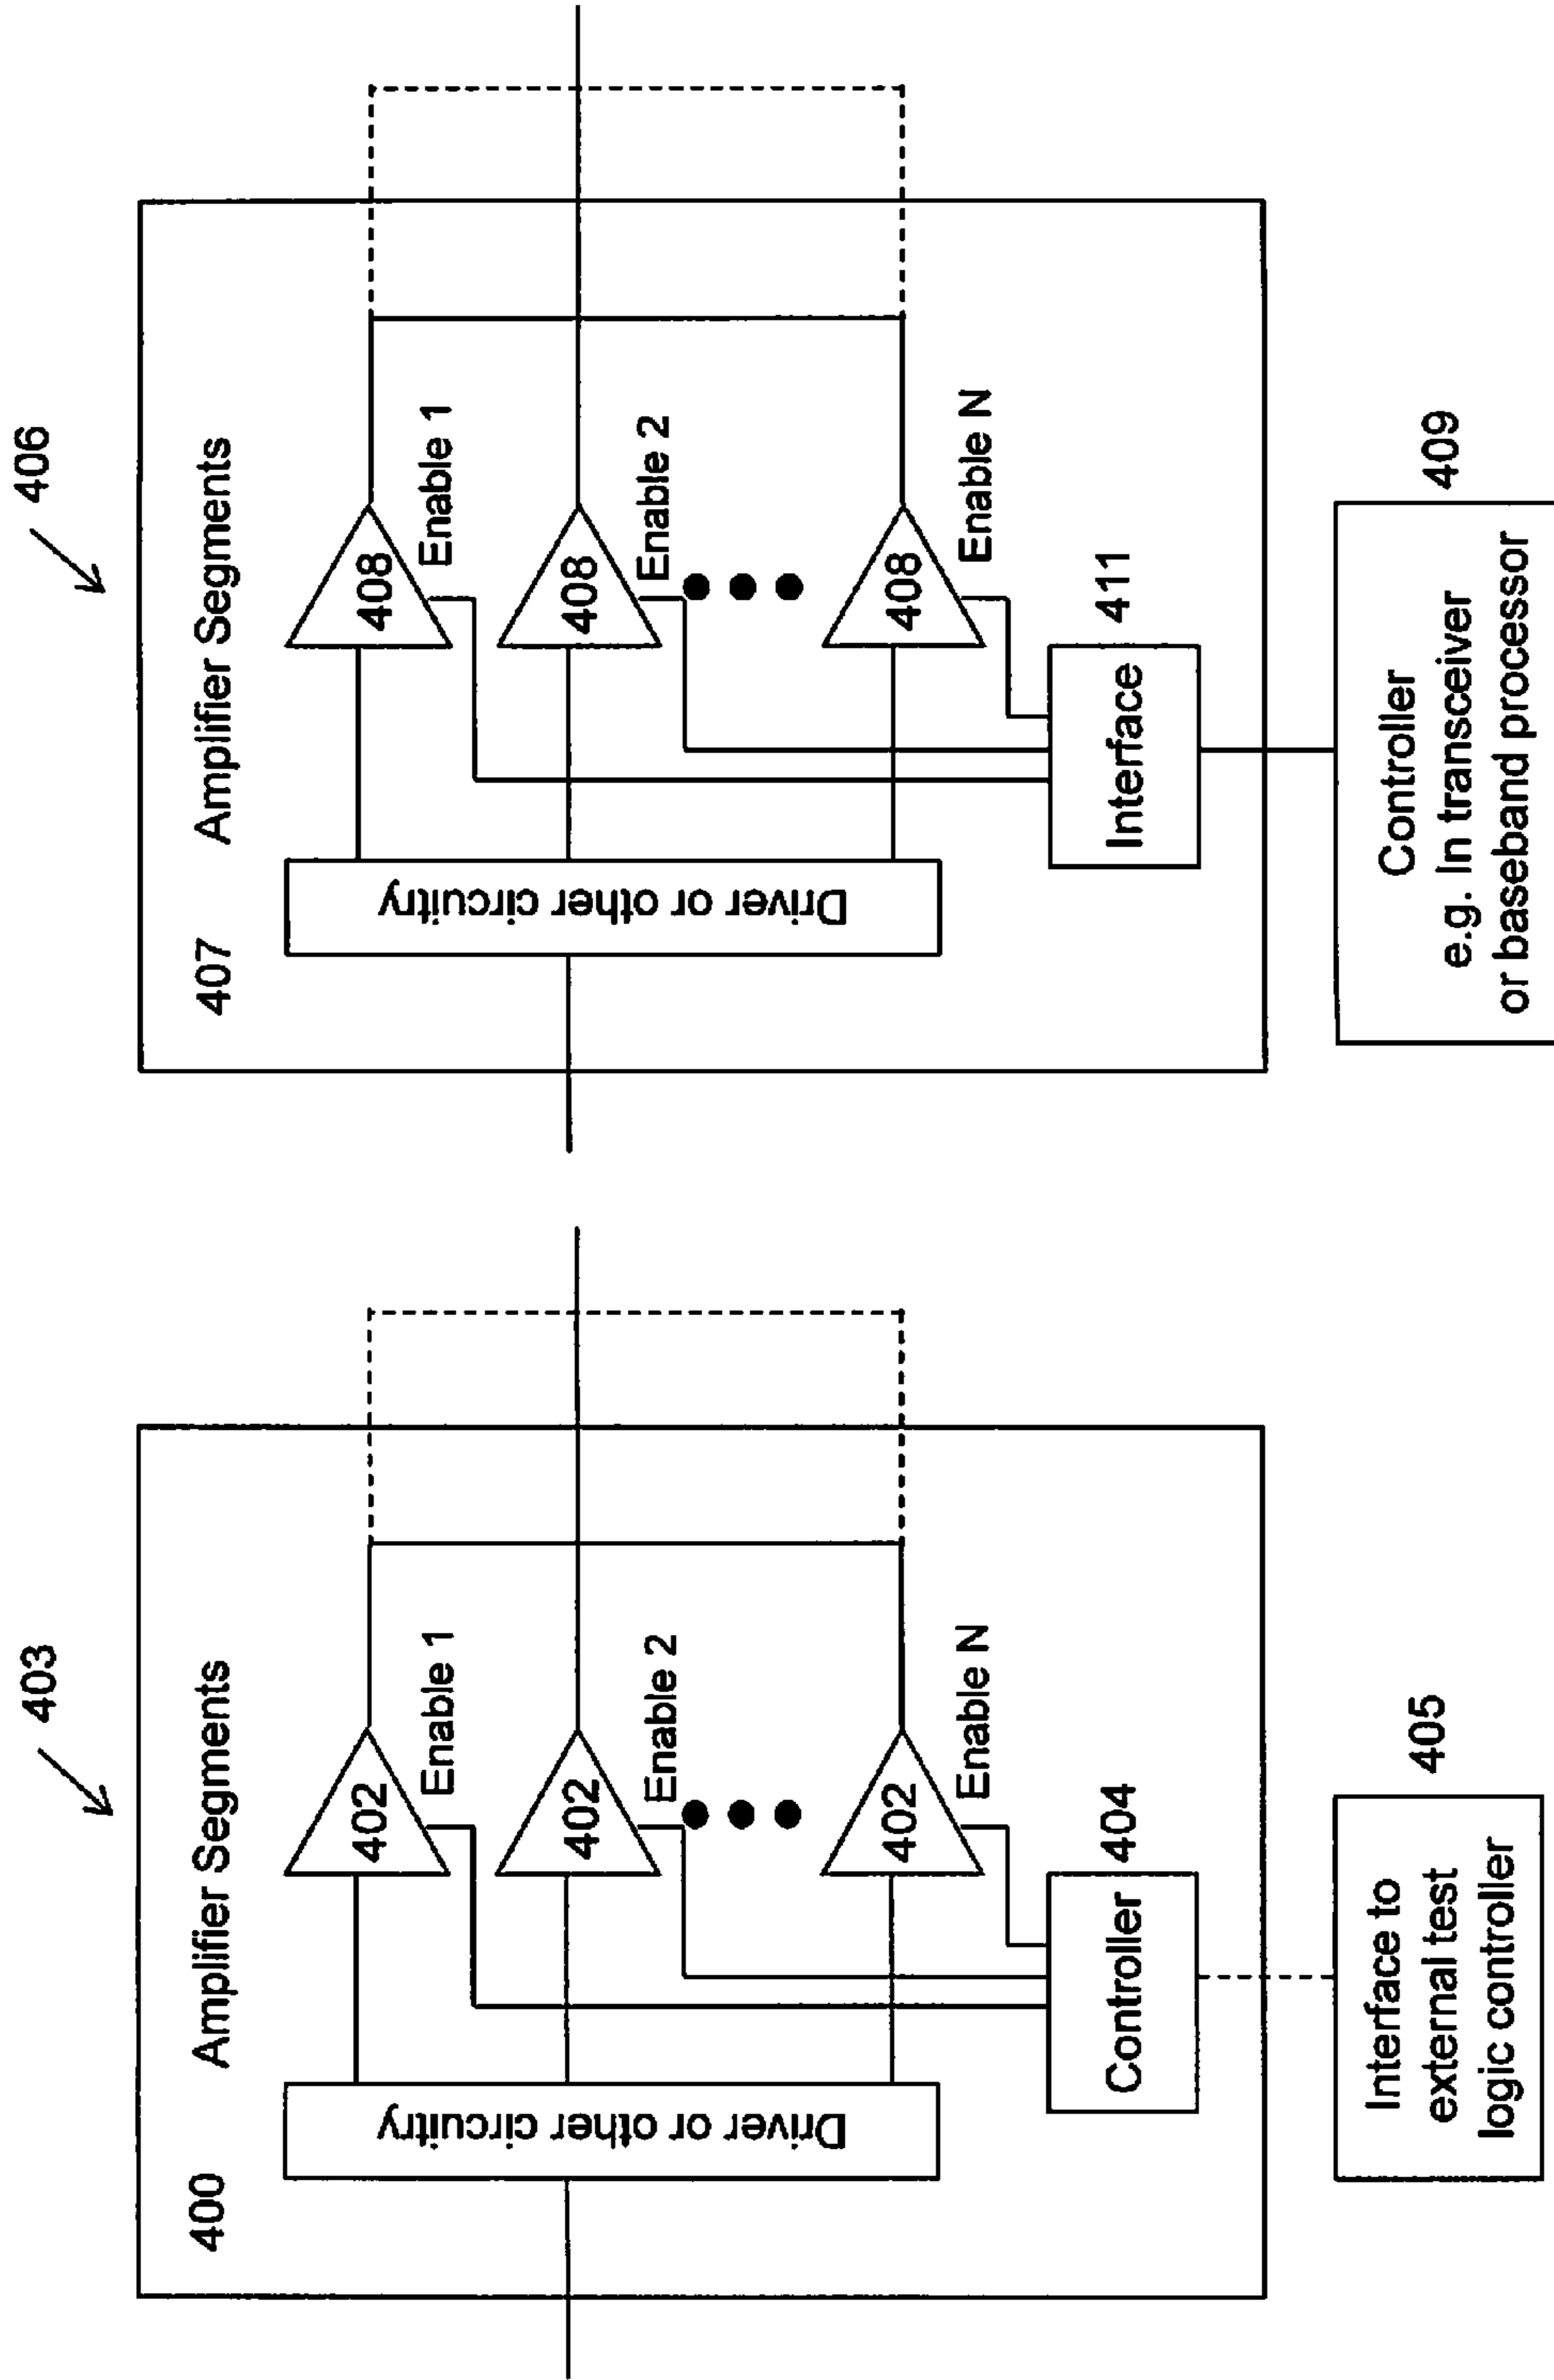 403
400
Amplifier Segments
Driver or other circuitry
402
Enable 1
402
Enable 2
402
Enable N
Controller
404
Interface to
external test
logic controller
405
406
407
Amplifier Segments
Driver or other circuitry
408
Enable 1
408
Enable 2
408
Enable N
Interface
411
Controller
e.g. In transceiver
or baseband processor
409